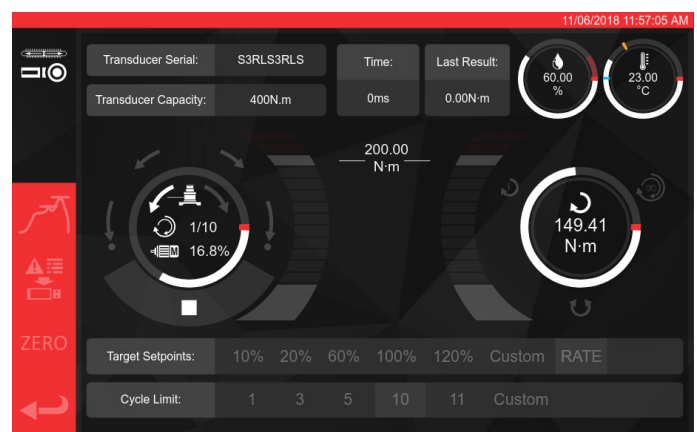 11/06/2018 11:57:05 AM
Transducer Serial: S3RLS3RLS
Time:
Last Result:
60.00
%
23.00
°C
Transducer Capacity: 400N.m
0ms
0.00N·m
200.00
N·m
1/10
M 16.8%
149.41
N·m
ZERO
Target Setpoints: 10% 20% 60% 100% 120% Custom RATE
Cycle Limit: 1 3 5 10 11 Custom